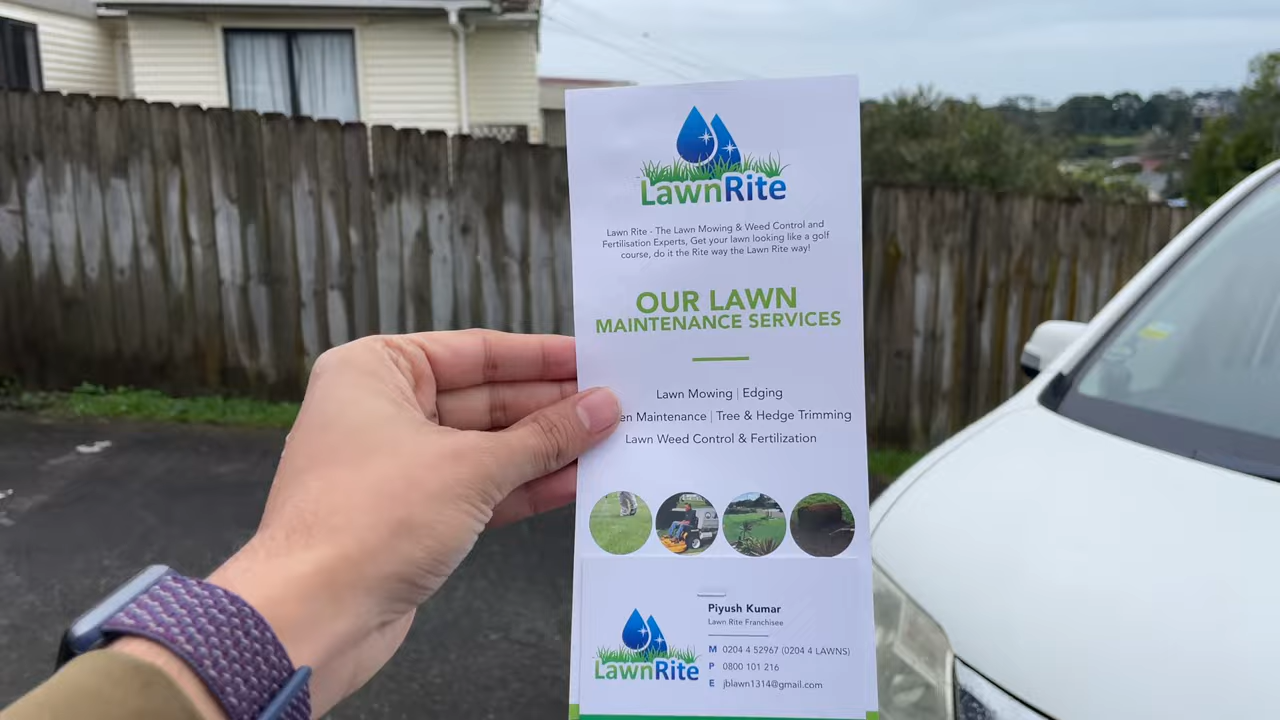 LawnRite
Lawn Rite - The Lawn Mowing & Weed Control and
Fertilisation Experts, Get your lawn looking like a golf
course, do it the Rite way the Lawn Rite way!
OUR LAWN
MAINTENANCE SERVICES
Lawn Mowing | Edging
en Maintenance | Tree & Hedge Trimming
Lawn Weed Control & Fertilization
LawnRite
Piyush Kumar
Lawn Rite Franchisee
M 0204 4 52967 (0204 4 LAWNS)
P 0800 101 216
E jblawn1314@gmail.com